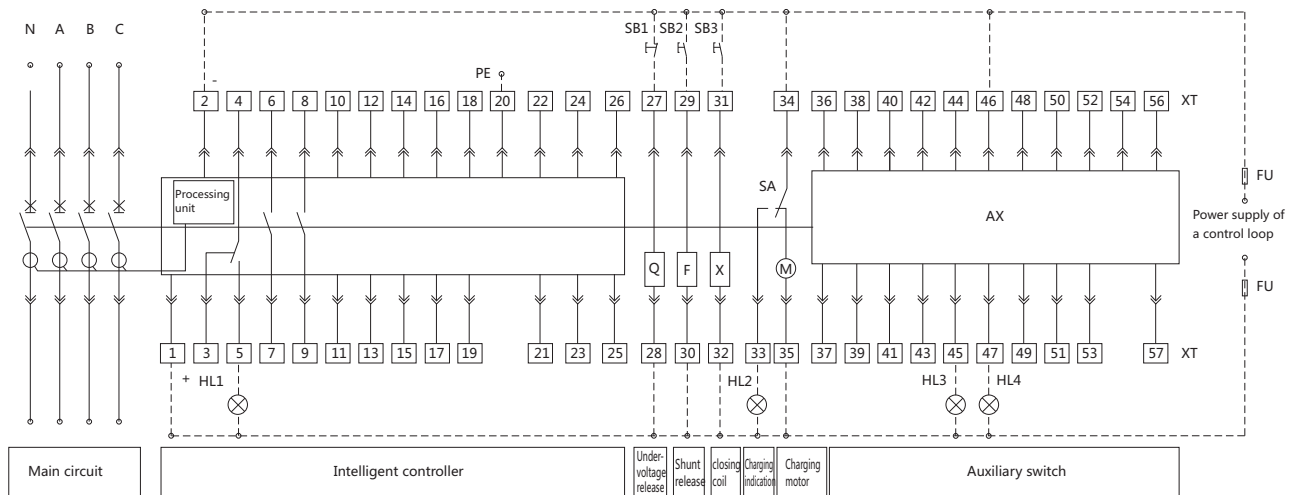 N A B C
SB1 SB2 SB3
PE
-
2 4 6 8 10 12 14 16 18 20 22 24 26 27 29 31 34 36 38 40 42 44 46 48 50 52 54 56 XT
Processing
unit
SA
AX
FU
Power supply of
a control loop
Q F X M
FU
1 3 5 7 9 11 13 15 17 19 21 23 25 28 30 32 33 35 37 39 41 43 45 47 49 51 53 57 XT
+ HL1 HL2 HL3 HL4
Main circuit
Intelligent controller
Under-
voltage
release
Shunt
release
closing
coil
Charging
indication
Charging
motor
Auxiliary switch